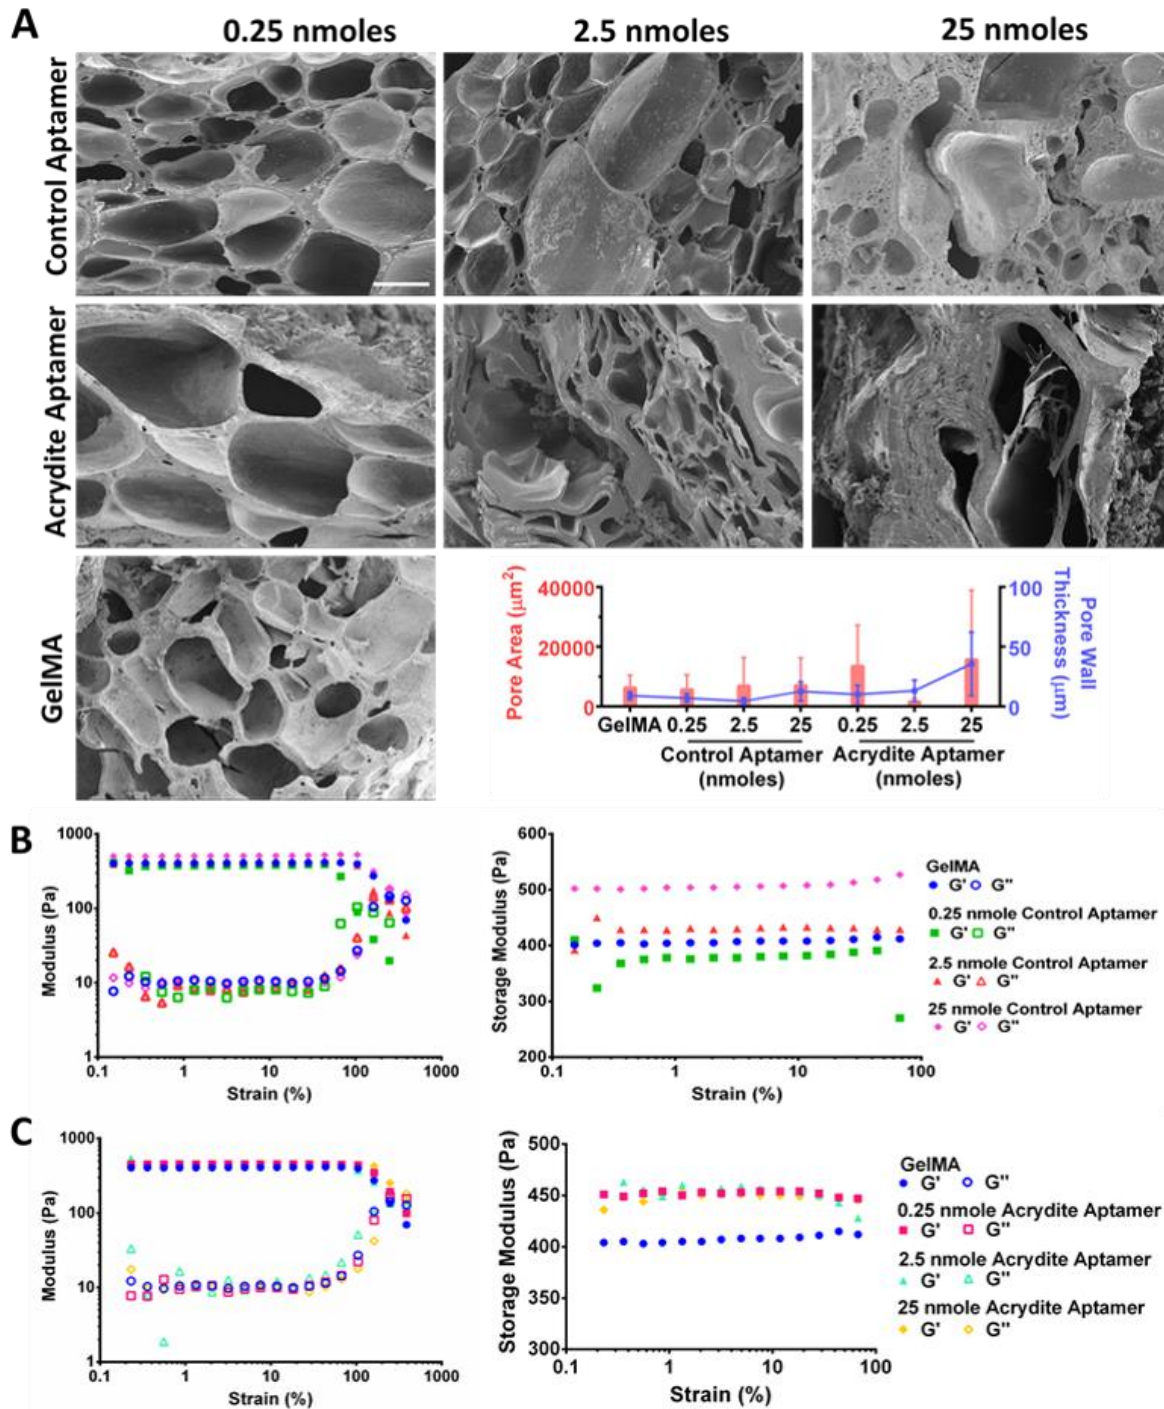 A
0.25 nmoles
2.5 nmoles
25 nmoles
Control Aptamer
Acrydite Aptamer
GelMA
Pore Area (μm²)
40000
20000
0
100
50
0
Pore Wall
Thickness (μm)
GelMA 0.25 2.5 25 0.25 2.5 25
Control Aptamer Acrydite Aptamer
(nmoles) (nmoles)
B
Modulus (Pa)
1000
100
10
1
0.1 1 10 100 1000
Strain (%)
Storage Modulus (Pa)
600
500
400
300
200
0.1 1 10 100
Strain (%)
GelMA
G' G"
0.25 nmole Control Aptamer
G' G"
2.5 nmole Control Aptamer
G' G"
25 nmole Control Aptamer
G' G"
C
Modulus (Pa)
1000
100
10
1
0.1 1 10 100 1000
Strain (%)
Storage Modulus (Pa)
500
450
400
350
300
0.1 1 10 100
Strain (%)
GelMA
G' G"
0.25 nmole Acrydite Aptamer
G' G"
2.5 nmole Acrydite Aptamer
G' G"
25 nmole Acrydite Aptamer
G' G"